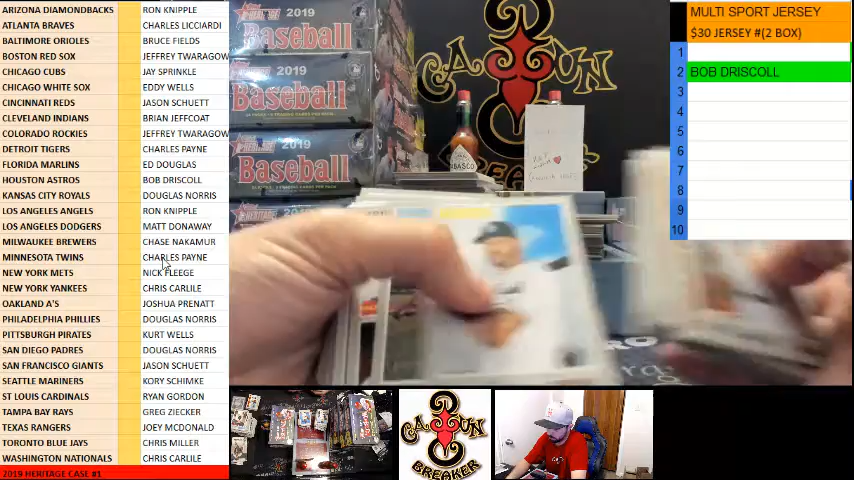 ARIZONA DIAMONDBACKS RON KNIPPLE
ATLANTA BRAVES CHARLES LICCIARDI
BALTIMORE ORIOLES BRUCE FIELDS
BOSTON RED SOX JEFFREY TWARAGOW
CHICAGO CUBS JAY SPRINKLE
CHICAGO WHITE SOX EDDY WELLS
CINCINNATI REDS JASON SCHUETT
CLEVELAND INDIANS BRIAN JEFFCOAT
COLORADO ROCKIES JEFFREY TWARAGOW
DETROIT TIGERS CHARLES PAYNE
FLORIDA MARLINS ED DOUGLAS
HOUSTON ASTROS BOB DRISCOLL
KANSAS CITY ROYALS DOUGLAS NORRIS
LOS ANGELES ANGELS RON KNIPPLE
LOS ANGELES DODGERS MATT DONAWAY
MILWAUKEE BREWERS CHASE NAKAMUR
MINNESOTA TWINS CHARLES PAYNE
NEW YORK METS NICK FLEEGE
NEW YORK YANKEES CHRIS CARLILE
OAKLAND A'S JOSHUA PRENATT
PHILADELPHIA PHILLIES DOUGLAS NORRIS
PITTSBURGH PIRATES KURT WELLS
SAN DIEGO PADRES DOUGLAS NORRIS
SAN FRANCISCO GIANTS JASON SCHUETT
SEATTLE MARINERS KORY SCHIMKE
ST LOUIS CARDINALS RYAN GORDON
TAMPA BAY RAYS GREG ZIECKER
TEXAS RANGERS JOEY MCDONALD
TORONTO BLUE JAYS CHRIS MILLER
WASHINGTON NATIONALS CHRIS CARLILE
2019 HERITAGE CASE #1
2019
Baseball
2019
Baseball
2019
Baseball
CAJUN
BREAKER
MULTI SPORT JERSEY
$30 JERSEY #(2 BOX)
1
2 BOB DRISCOLL
3
4
5
6
7
8
9
10